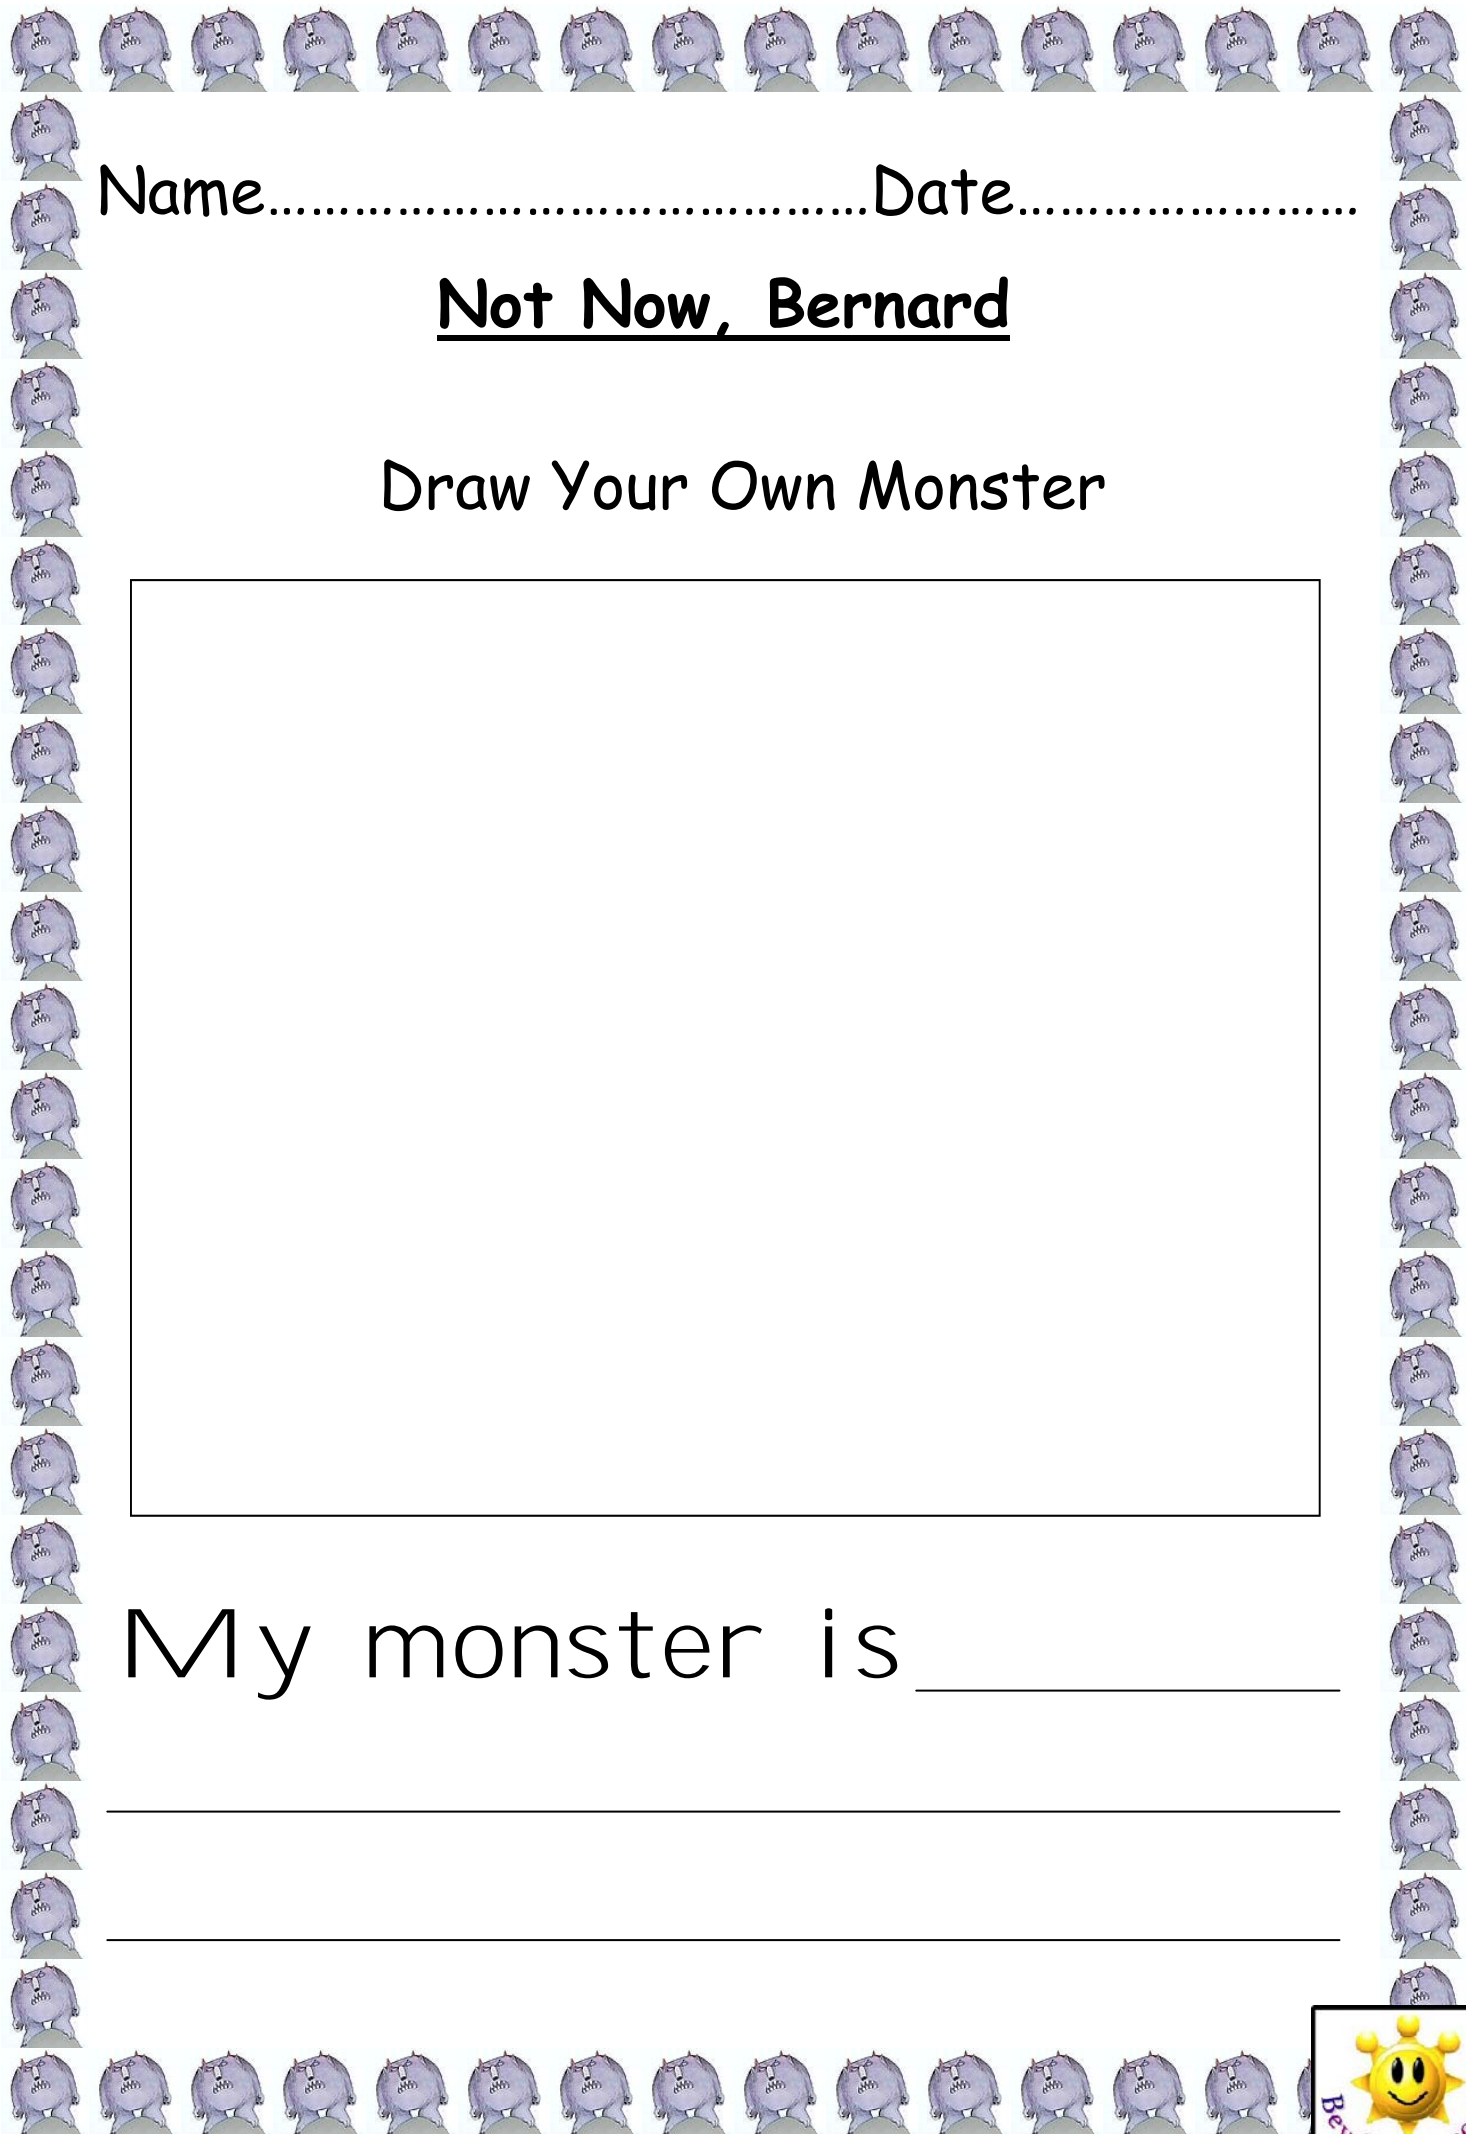 Name……………………………………Date……………………
Not Now, Bernard
Draw Your Own Monster
My monster is